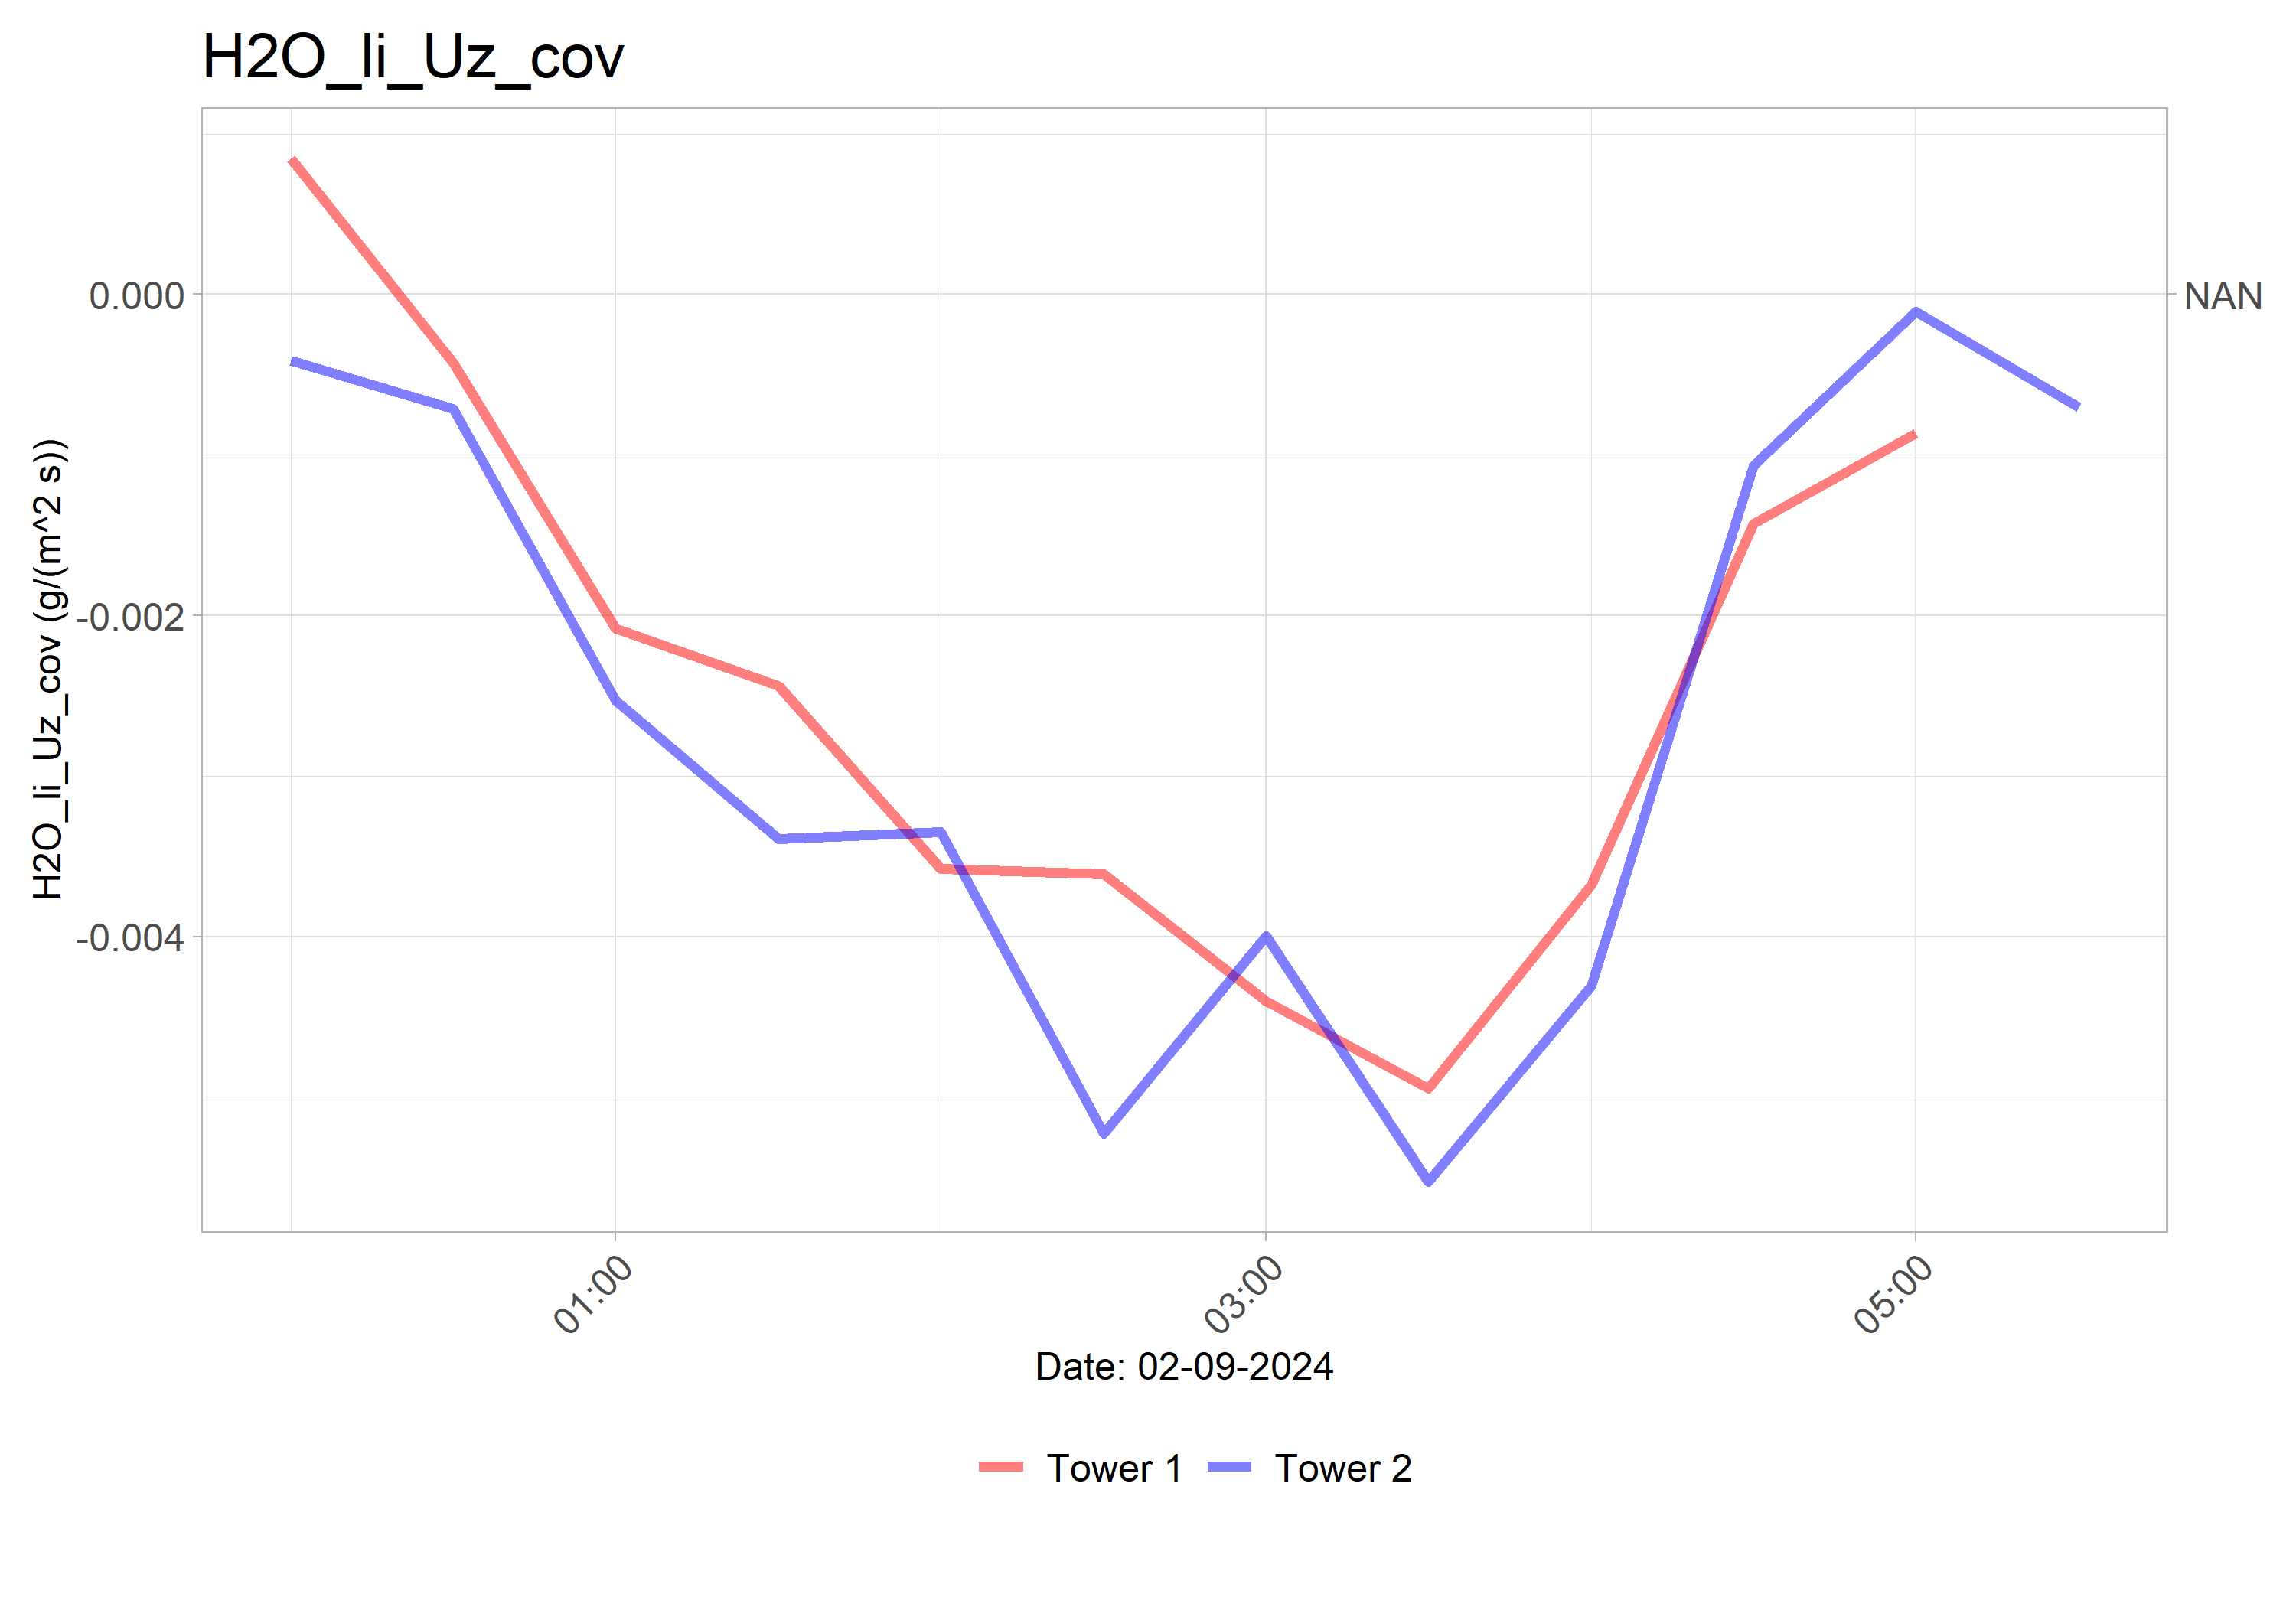 H2O_li_Uz_cov
H2O_li_Uz_cov (g/(m^2 s))
0.000
-0.002
-0.004
NAN
01:00
03:00
05:00
Date: 02-09-2024
Tower 1
Tower 2